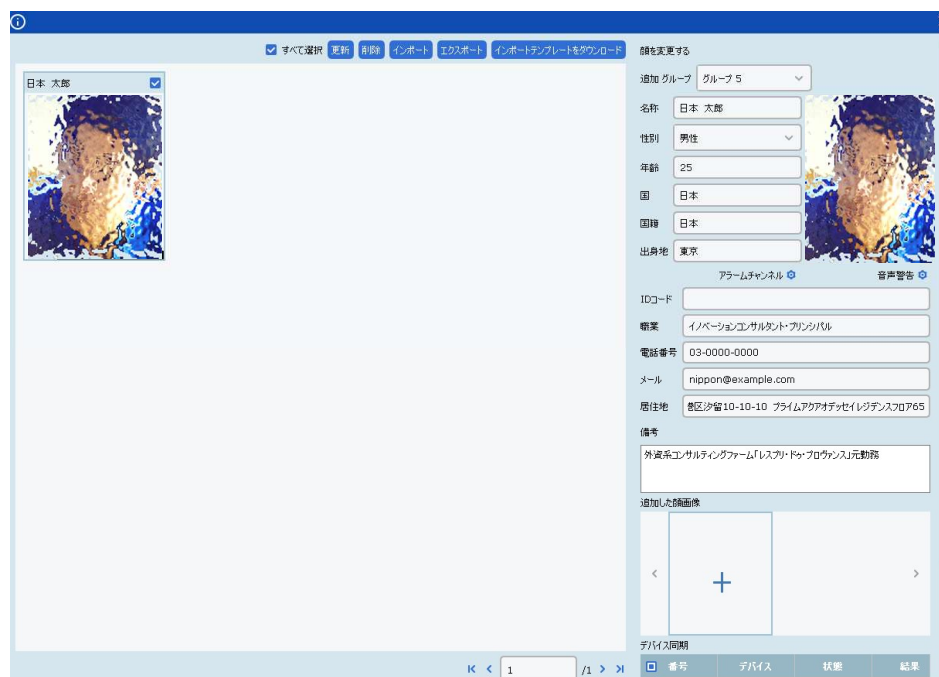 すべて選択 更新 削除 インポート エクスポート インポートテンプレートをダウンロード
日本 太郎
顔を変更する
追加 グループ グループ 5
名称 日本 太郎
性別 男性
年齢 25
国 日本
国籍 日本
出身地 東京
アラームチャンネル 音声警告
IDコード
職業 イノベーションコンサルタント・プリンシパル
電話番号 03-0000-0000
メール nippon@example.com
居住地 区汐留10-10-10 プライムアクアオデッセイレジデンスフロア65
備考
外資系コンサルティングファーム「レスプリ・ドゥ・プロヴァンス」元勤務
追加した顔画像
デバイス同期
番号 デバイス 状態 結果
1 /1